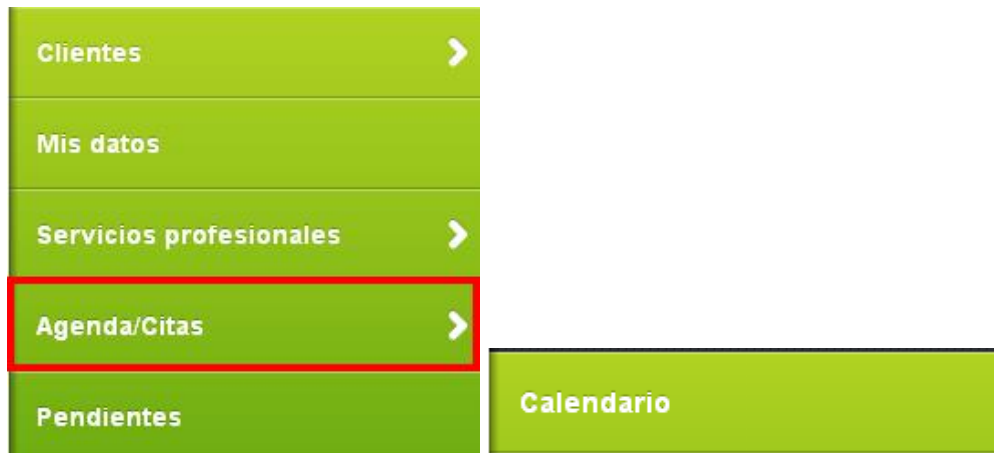 Clientes
Mis datos
Servicios profesionales
Agenda/Citas
Pendientes
Calendario